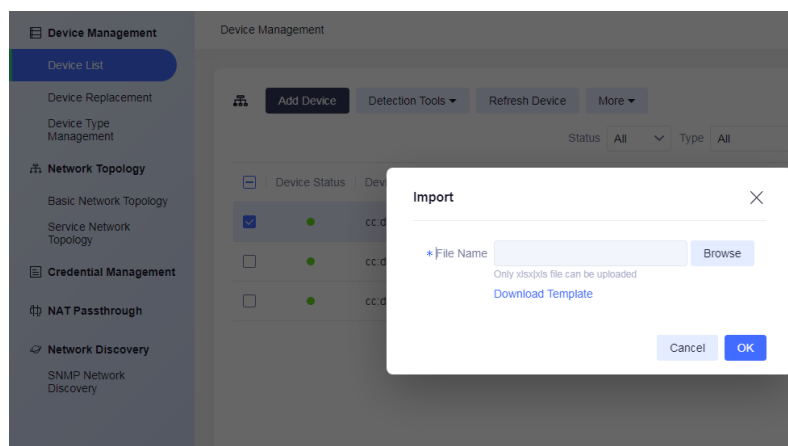 Device Management
Device Management
Device List
Device Replacement
Add Device
Detection Tools
Refresh Device
More
Device Type
Management
Status
All
Type
All
Network Topology
Basic Network Topology
Device Status
Service Network
Topology
Credential Management
NAT Passthrough
Network Discovery
SNMP Network
Discovery
Import
* File Name
Browse
Only xlsx|xls file can be uploaded
Download Template
Cancel
OK